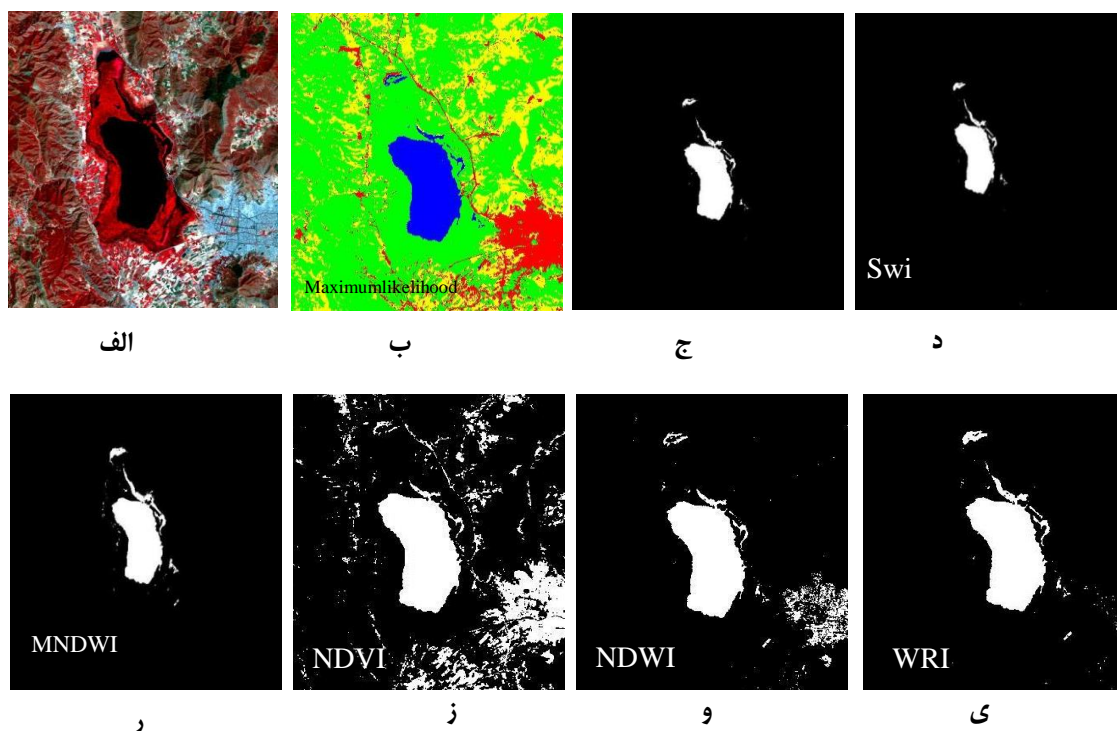 Maximumlikelihood
Swi
الف
ب
ج
د
MNDWI
NDVI
NDWI
WRI
ر
ز
و
ی